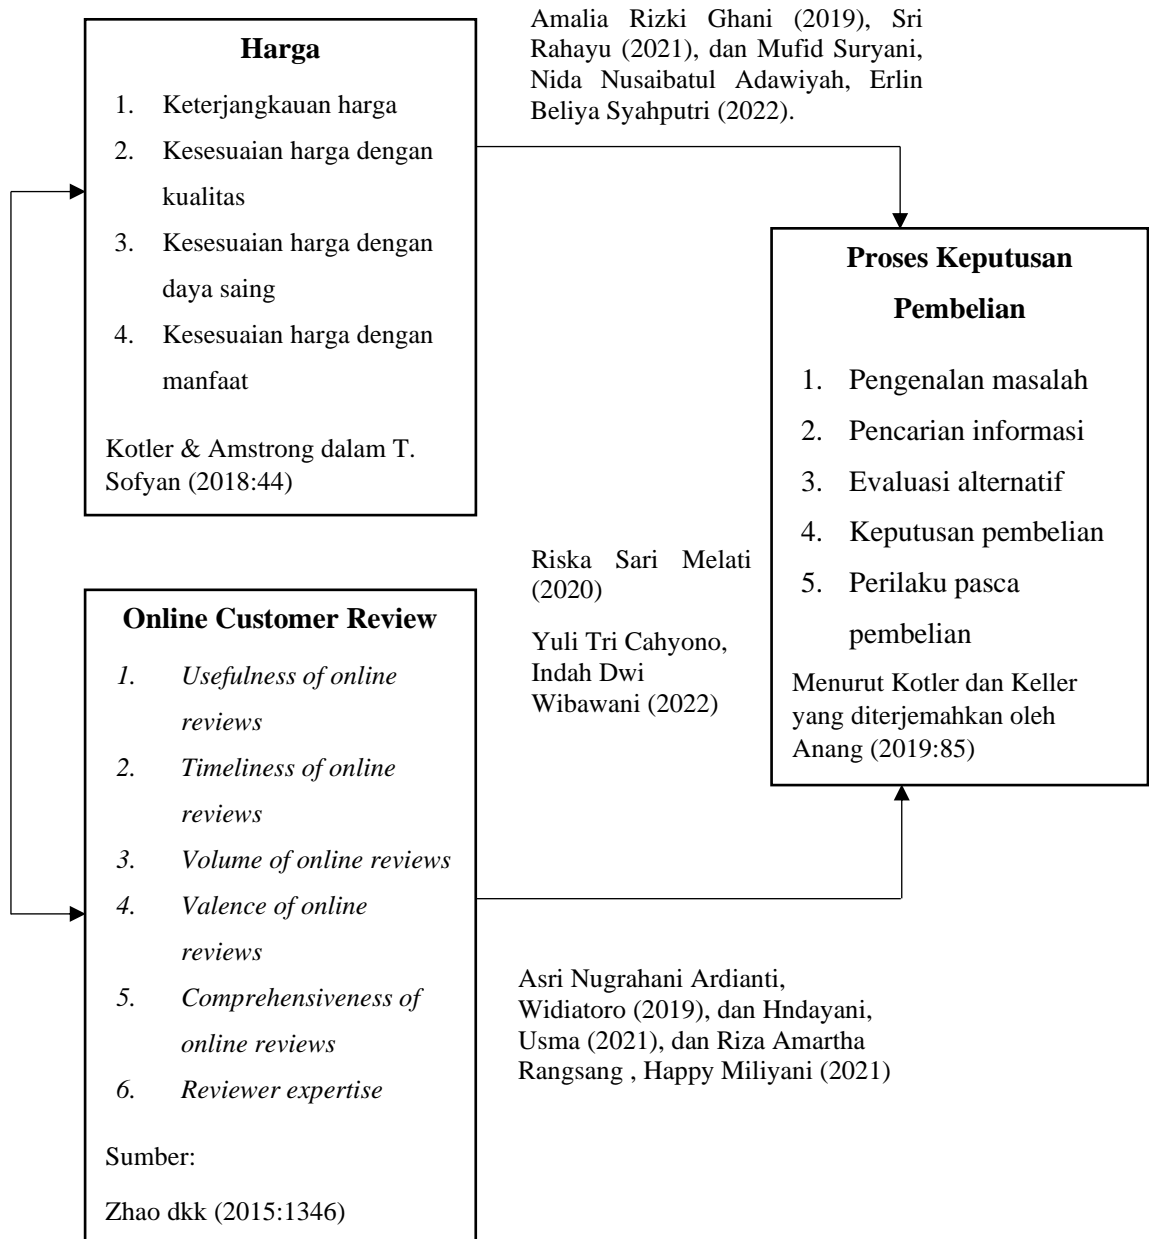 Amalia Rizki Ghani (2019), Sri
Rahayu (2021), dan Mufid Suryani,
Nida Nusaibatul Adawiyah, Erlin
Beliya Syahputri (2022).
Harga
1. Keterjangkauan harga
2. Kesesuaian harga dengan
kualitas
3. Kesesuaian harga dengan
daya saing
4. Kesesuaian harga dengan
manfaat
Kotler & Amstrong dalam T.
Sofyan (2018:44)
Proses Keputusan
Pembelian
1. Pengenalan masalah
2. Pencarian informasi
3. Evaluasi alternatif
4. Keputusan pembelian
5. Perilaku pasca
pembelian
Menurut Kotler dan Keller
yang diterjemahkan oleh
Anang (2019:85)
Riska Sari Melati
(2020)
Yuli Tri Cahyono,
Indah Dwi
Wibawani (2022)
Online Customer Review
1. Usefulness of online
reviews
2. Timeliness of online
reviews
3. Volume of online reviews
4. Valence of online
reviews
5. Comprehensiveness of
online reviews
6. Reviewer expertise
Sumber:
Zhao dkk (2015:1346)
Asri Nugrahani Ardianti,
Widiatoro (2019), dan Hndayani,
Usma (2021), dan Riza Amartha
Rangsang , Happy Miliyani (2021)